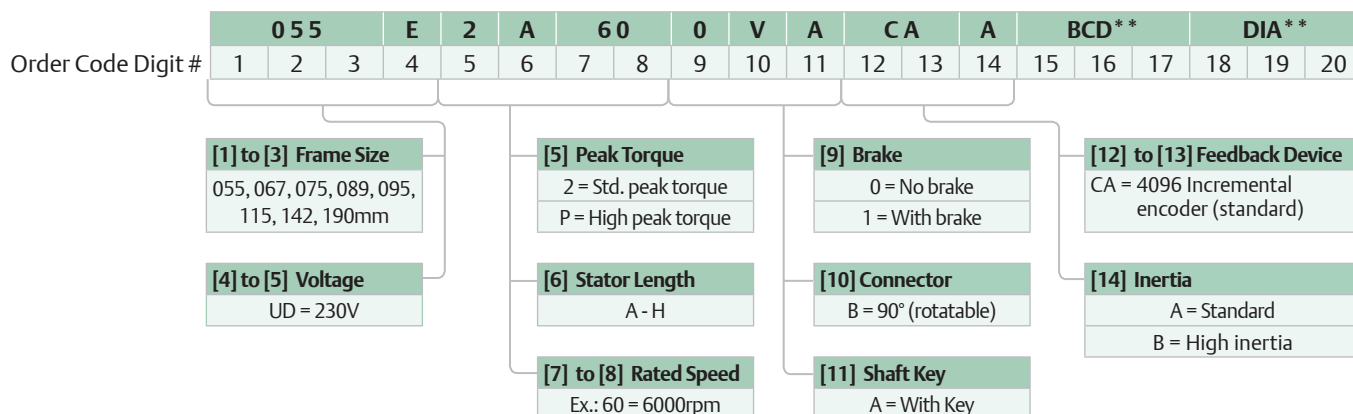 055 E 2 A 60 0 V A CA A BCD** DIA**
Order Code Digit # 1 2 3 4 5 6 7 8 9 10 11 12 13 14 15 16 17 18 19 20
[1] to [3] Frame Size
055, 067, 075, 089, 095,
115, 142, 190mm
[4] to [5] Voltage
UD = 230V
[5] Peak Torque
2 = Std. peak torque
P = High peak torque
[6] Stator Length
A - H
[7] to [8] Rated Speed
Ex.: 60 = 6000rpm
[9] Brake
0 = No brake
1 = With brake
[10] Connector
B = 90° (rotatable)
[11] Shaft Key
A = With Key
[12] to [13] Feedback Device
CA = 4096 Incremental
encoder (standard)
[14] Inertia
A = Standard
B = High inertia